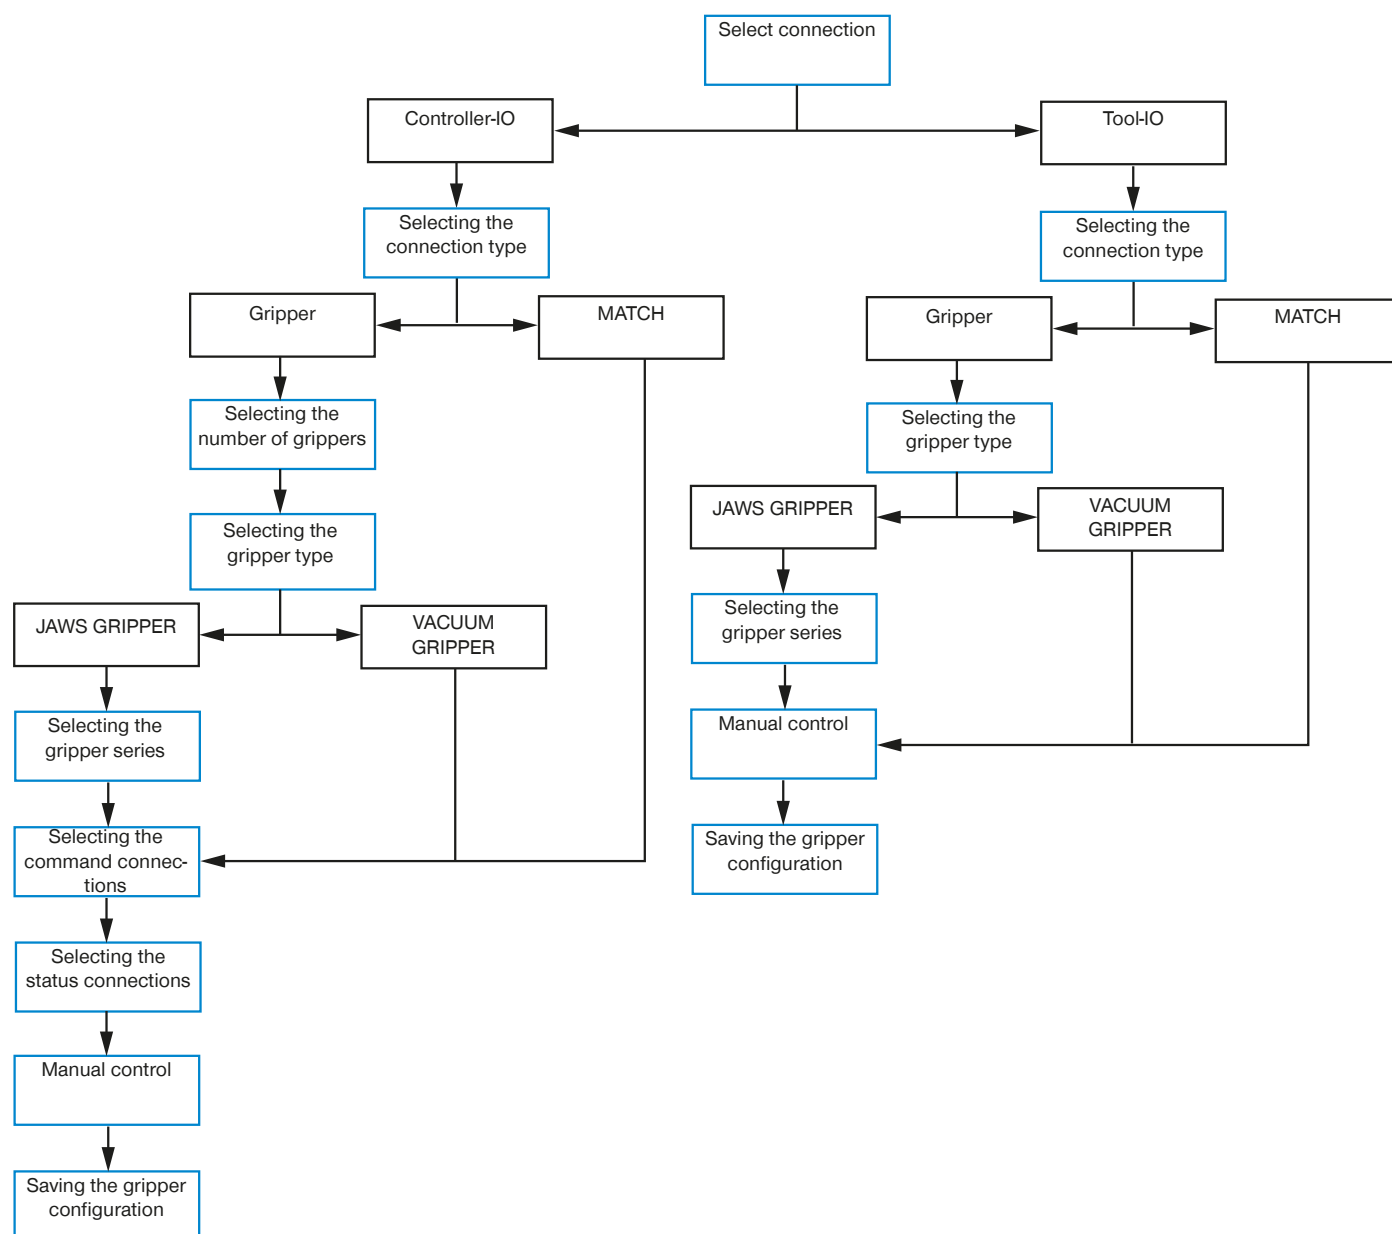 Select connection
Controller-IO
Tool-IO
Selecting the
connection type
Selecting the
connection type
Gripper
MATCH
Gripper
MATCH
Selecting the
number of grippers
Selecting the
gripper type
Selecting the
gripper type
JAWS GRIPPER
VACUUM
GRIPPER
JAWS GRIPPER
VACUUM
GRIPPER
Selecting the
gripper series
Selecting the
gripper series
Manual control
Selecting the
command connec-
tions
Saving the gripper
configuration
Selecting the
status connections
Manual control
Saving the gripper
configuration